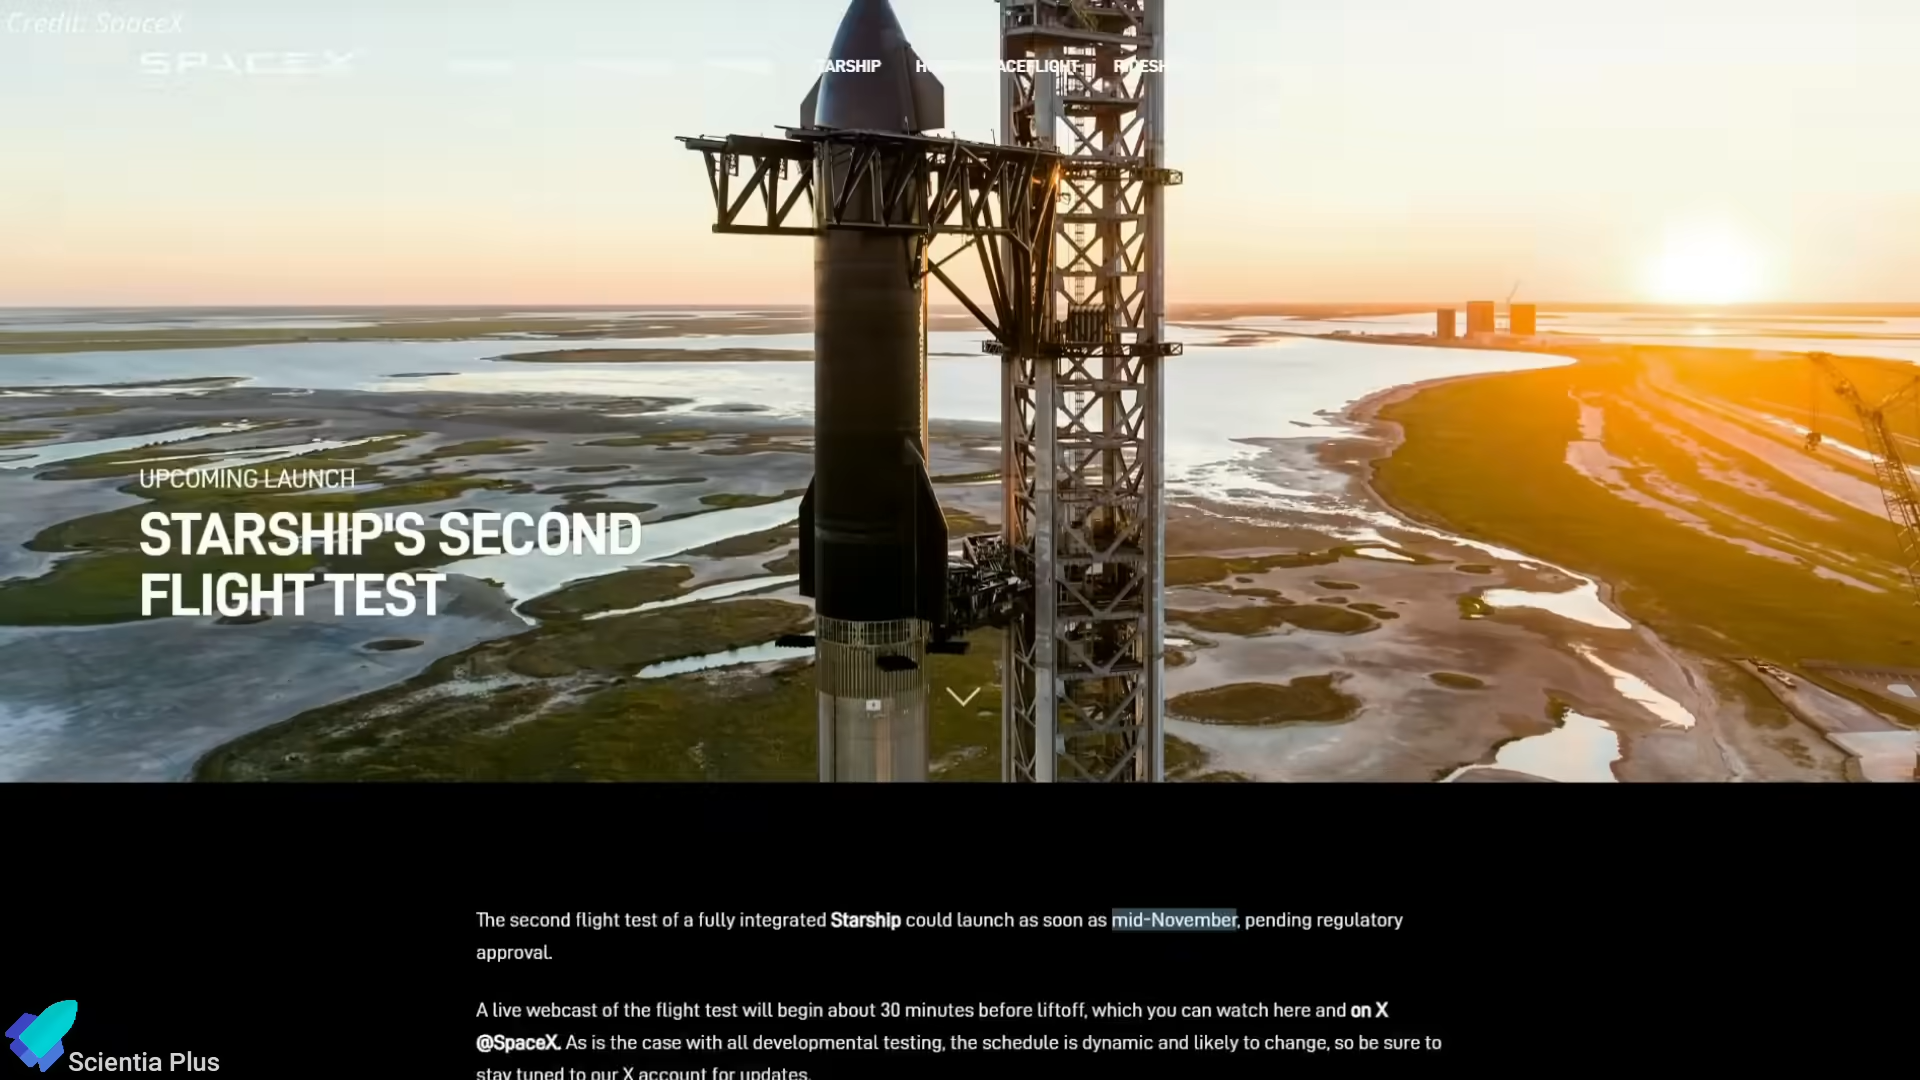 Credit: SpaceX
SPACEX
UPCOMING LAUNCH
STARSHIP'S SECOND
FLIGHT TEST
The second flight test of a fully integrated Starship could launch as soon as mid-November, pending regulatory
approval.
A live webcast of the flight test will begin about 30 minutes before liftoff, which you can watch here and on X
@SpaceX. As is the case with all developmental testing, the schedule is dynamic and likely to change, so be sure to
stay tuned to our X account for updates.
Scientia Plus